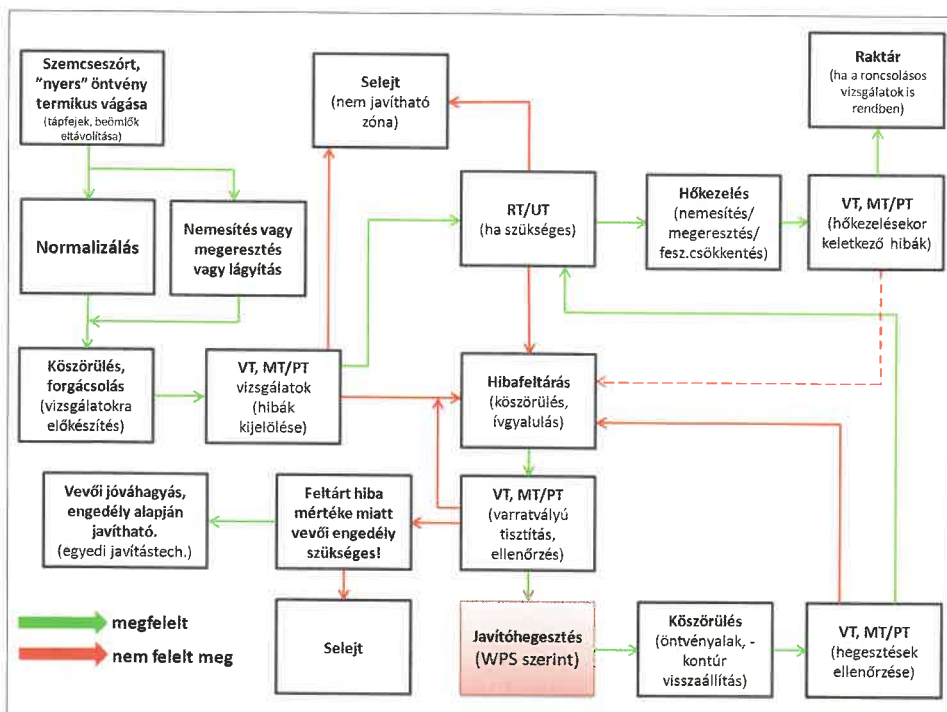 Szemcseszórt,
"nyers" öntvény
termikus vágása
(tápfejek, beömlők
eltávolítása)
Selejt
(nem javítható
zóna)
Raktár
(ha a roncsolásos
vizsgálatok is
rendben)
Normalizálás
Nemesítés vagy
megeresztés
vagy lágyítás
RT/UT
(ha szükséges)
Hőkezelés
(nemesítés/
megeresztés/
fesz.csökkentés)
VT, MT/PT
(hőkezelésekor
keletkező hibák)
Köszörülés,
forgácsolás
(vizsgálatokra
előkészítés)
VT, MT/PT
vizsgálatok
(hibák
kijelölése)
Hibafeltárás
(köszörülés,
ívgyalulás)
Vevői jóváhagyás,
engedély alapján
javítható.
(egyedi javítástech.)
Feltárt hiba
mértéke miatt
vevői engedély
szükséges!
VT, MT/PT
(varratvályú
tisztítás,
ellenőrzés)
megfelelt
nem felelt meg
Selejt
Javítóhegesztés
(WPS szerint)
Köszörülés
(öntvényalak, -
kontúr
visszaállítás)
VT, MT/PT
(hegesztések
ellenőrzése)